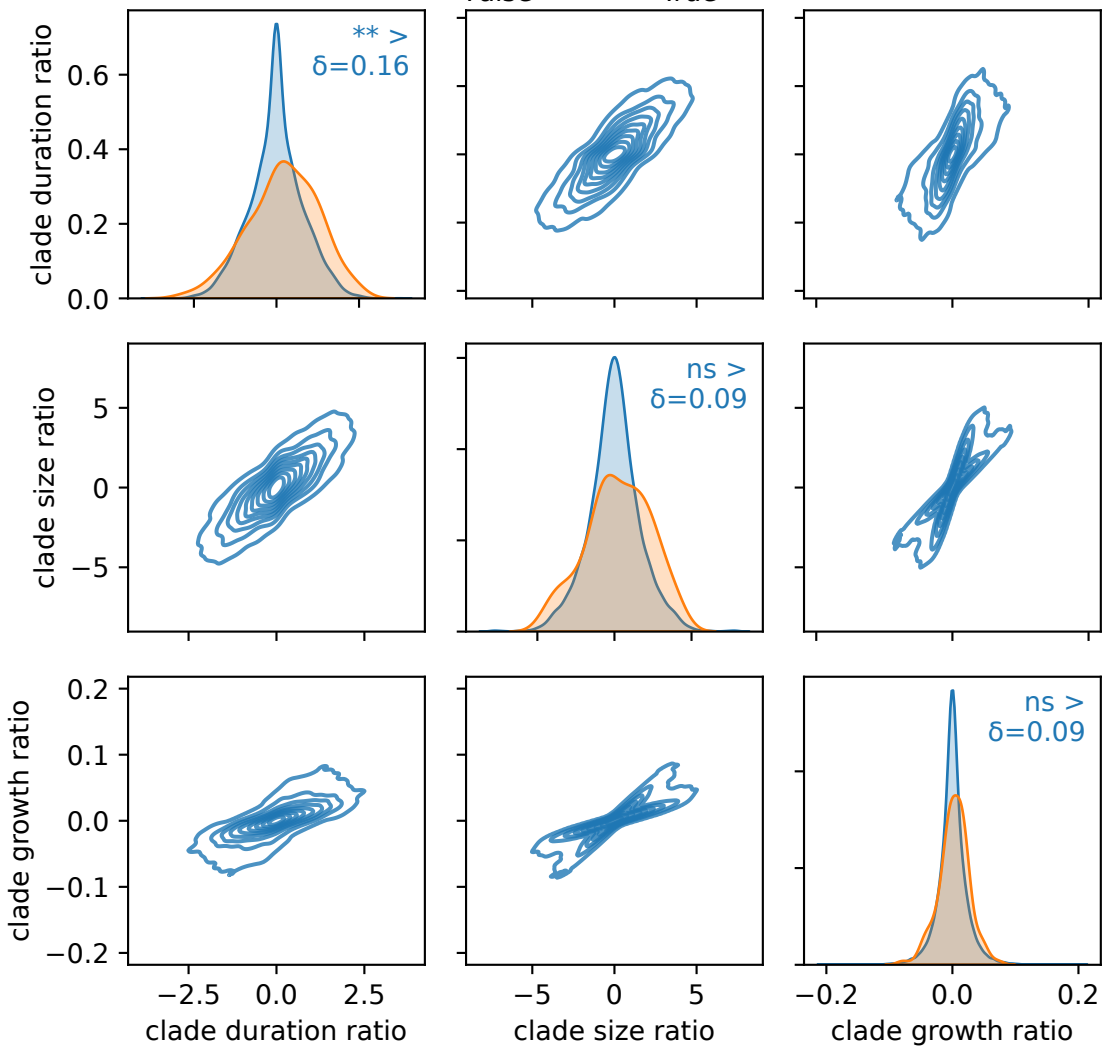 clade duration ratio
0.6
0.4
0.2
0.0
** >
δ=0.16
clade size ratio
5
0
−5
ns >
δ=0.09
clade growth ratio
0.2
0.1
0.0
−0.1
−0.2
ns >
δ=0.09
−2.5 0.0 2.5
clade duration ratio
−5 0 5
clade size ratio
−0.2 0.0 0.2
clade growth ratio